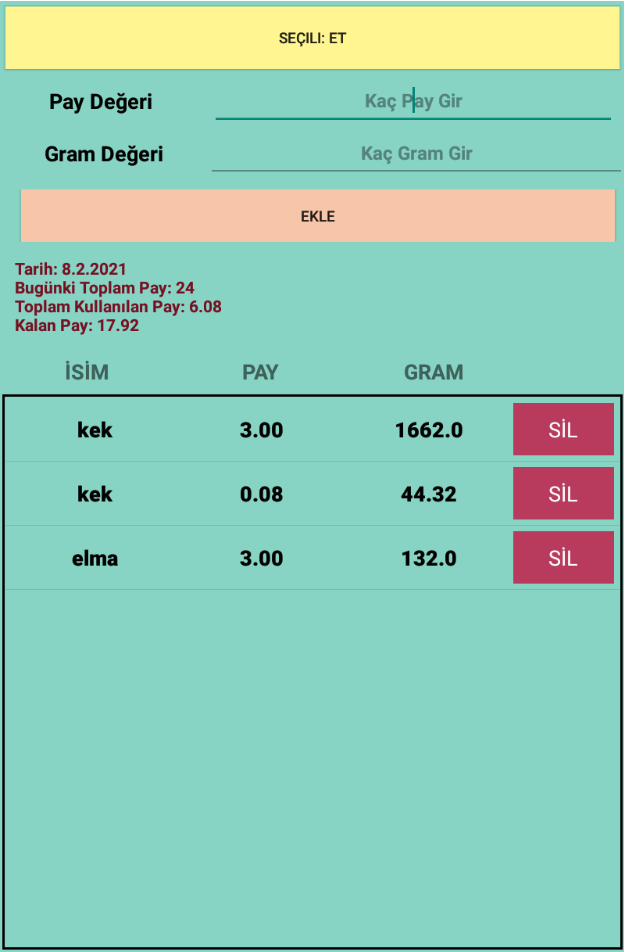 SEÇILI: ET
Pay Değeri Kaç Pay Gir
Gram Değeri Kaç Gram Gir
EKLE
Tarih: 8.2.2021
Bugünki Toplam Pay: 24
Toplam Kullanılan Pay: 6.08
Kalan Pay: 17.92
İSİM PAY GRAM
kek 3.00 1662.0 SİL
kek 0.08 44.32 SİL
elma 3.00 132.0 SİL